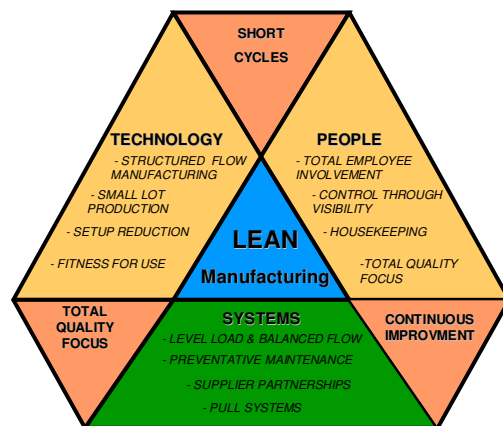 SHORT
CYCLES
TECHNOLOGY
- STRUCTURED FLOW
MANUFACTURING
- SMALL LOT
PRODUCTION
- SETUP REDUCTION
- FITNESS FOR USE
PEOPLE
- TOTAL EMPLOYEE
INVOLVEMENT
- CONTROL THROUGH
VISIBILITY
- HOUSEKEEPING
-TOTAL QUALITY
FOCUS
LEAN
Manufacturing
TOTAL
QUALITY
FOCUS
SYSTEMS
- LEVEL LOAD & BALANCED FLOW
- PREVENTATIVE MAINTENANCE
- SUPPLIER PARTNERSHIPS
- PULL SYSTEMS
CONTINUOUS
IMPROVMENT